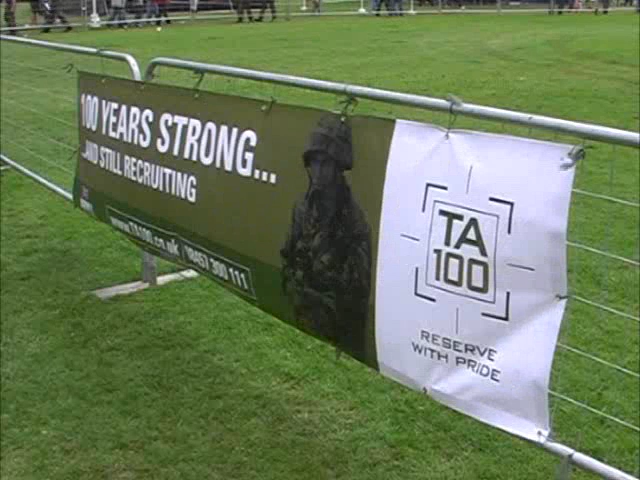 100 YEARS STRONG...
...AND STILL RECRUITING
www.TA100.co.uk / 0845 300 111
TA
100
RESERVE
WITH PRIDE